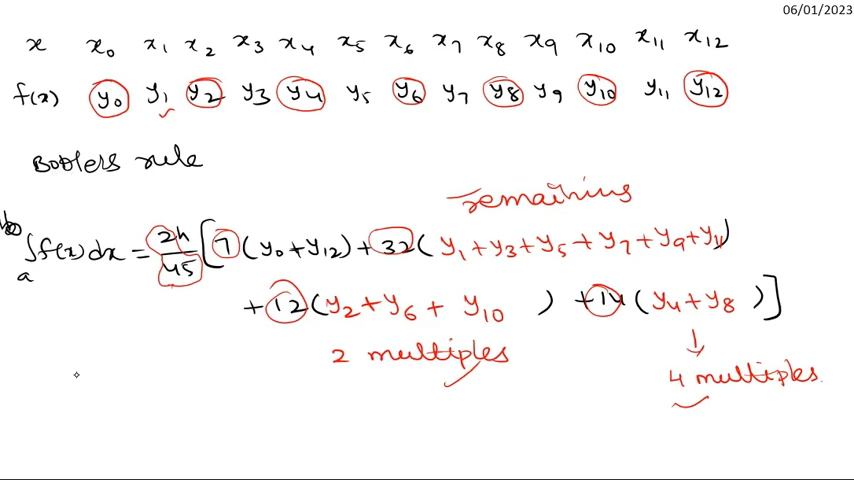 06/01/2023
x x₀ x₁ x₂ x₃ x₄ x₅ x₆ x₇ x₈ x₉ x₁₀ x₁₁ x₁₂
f(x) y₀ y₁ y₂ y₃ y₄ y₅ y₆ y₇ y₈ y₉ y₁₀ y₁₁ y₁₂
rule
remaining
∫f(x)dx = 2h/45 [7(y₀+y₁₂) + 32(y₁+y₃+y₅+y₇+y₉+y₁₁)
a
+ 12(y₂+y₆+ y₁₀ ) + 14(y₄+y₈ )]
2 multiples
4 multiples.